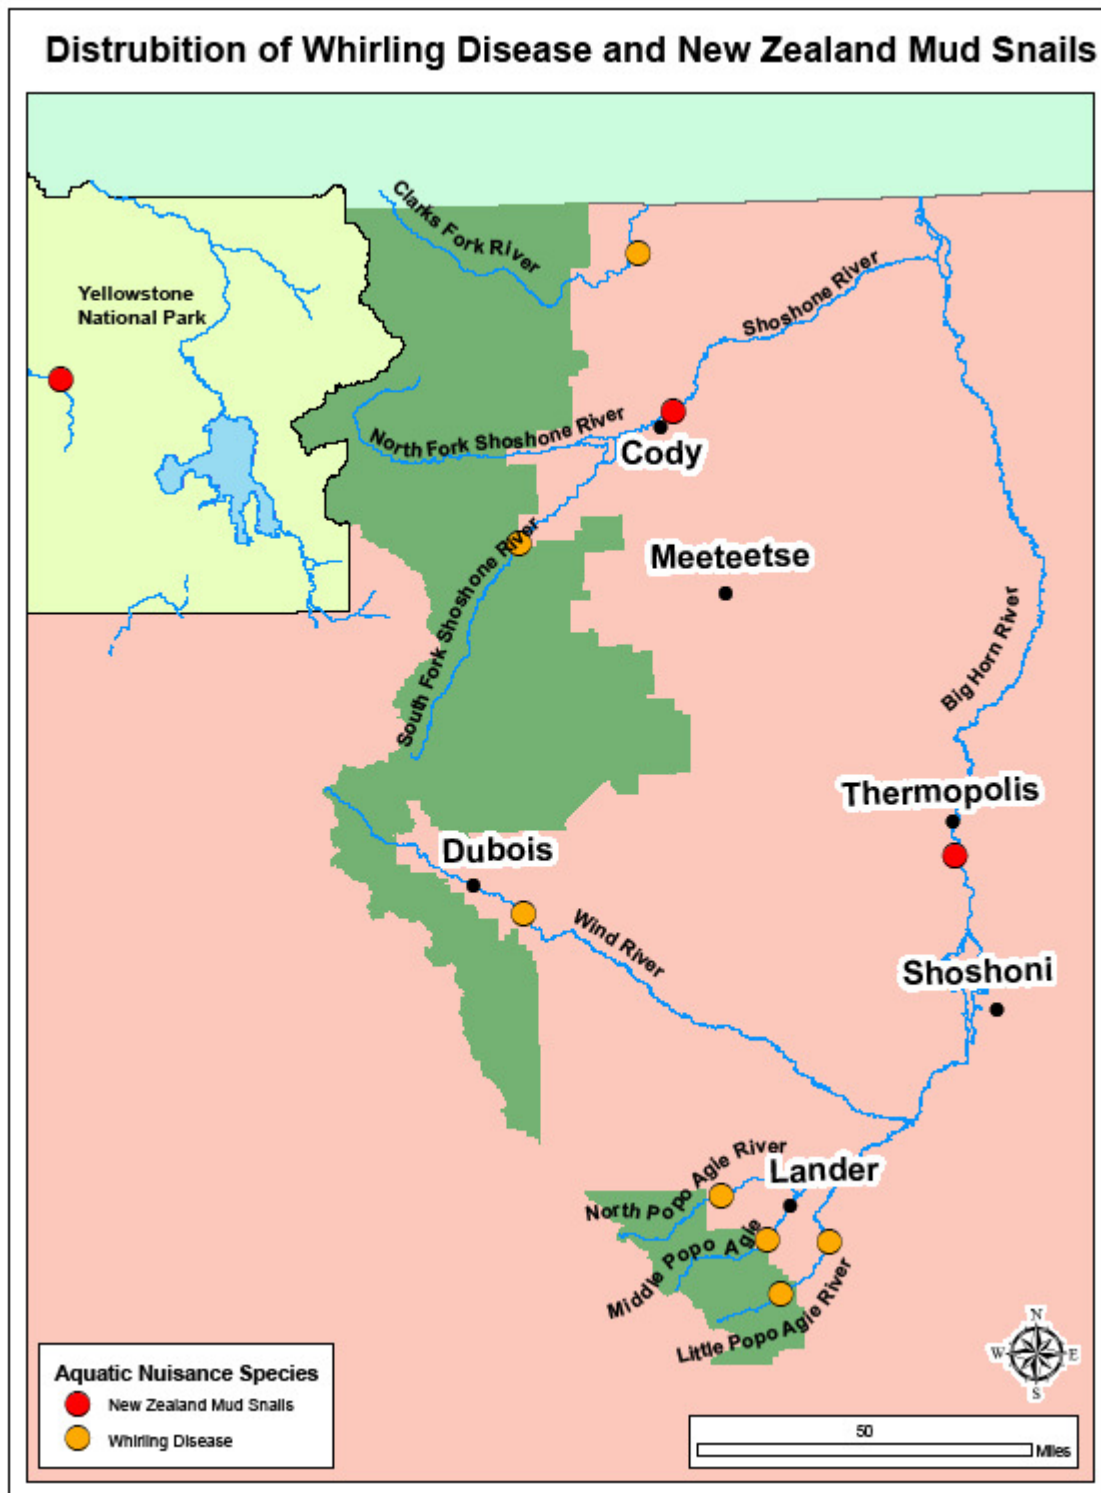 Distrubition of Whirling Disease and New Zealand Mud Snails
Clarks Fork River
Yellowstone
National Park
Shoshone River
North Fork Shoshone River
Cody
South Fork Shoshone River
Meeteetse
Big Horn River
Thermopolis
Dubois
Wind River
Shoshoni
North Popo Agie River
Lander
Middle Popo Agie
Little Popo Agie River
N
W E
S
Aquatic Nuisance Species
New Zealand Mud Snails
Whirling Disease
50
Miles